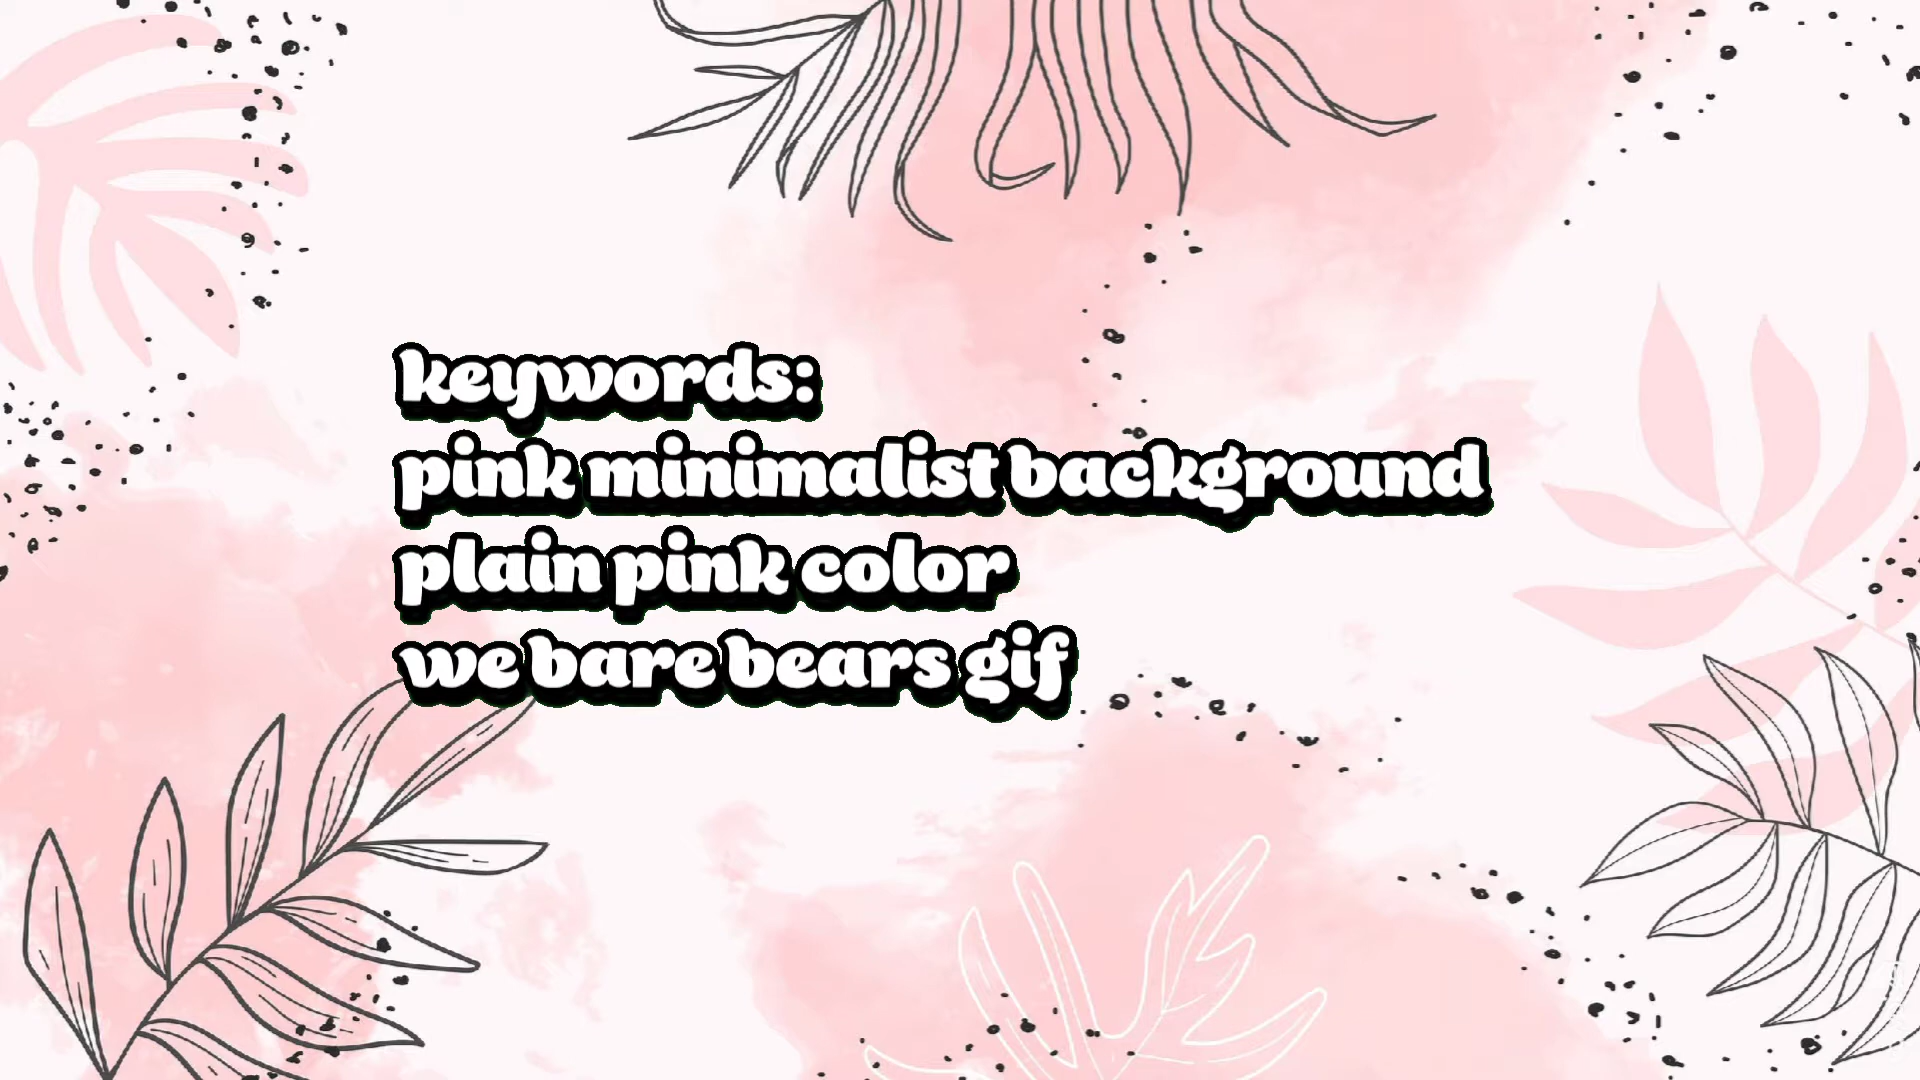 keywords:
pink minimalist background
plain pink color
we bare bears gif